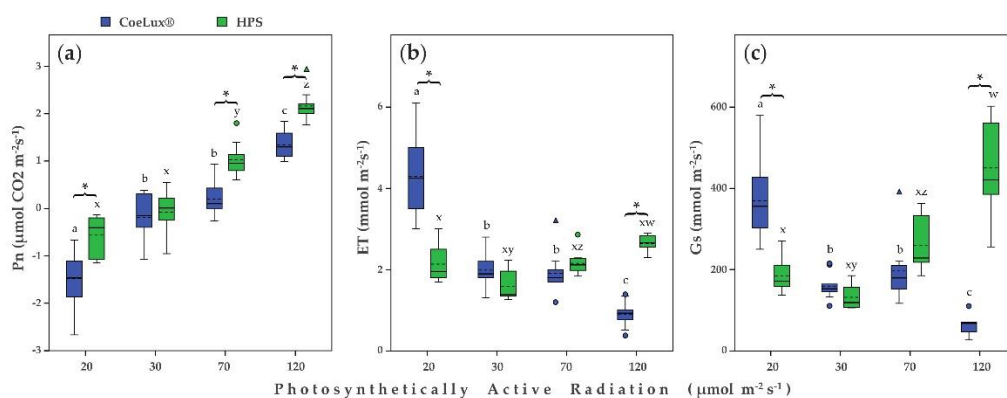 CoeLux® HPS
(a)
Pn (μmol CO2 m⁻²s⁻¹)
3
2
1
0
-1
-2
-3
* * *
a x b x b y c z
20 30 70 120
(b)
ET (mmol m⁻²s⁻¹)
6
4
2
0
* *
a x b xy b xz c xw
20 30 70 120
(c)
Gs (mmol m⁻²s⁻¹)
600
400
200
0
* *
a x b xy b xz c w
20 30 70 120
Photosynthetically Active Radiation (μmol m⁻² s⁻¹)